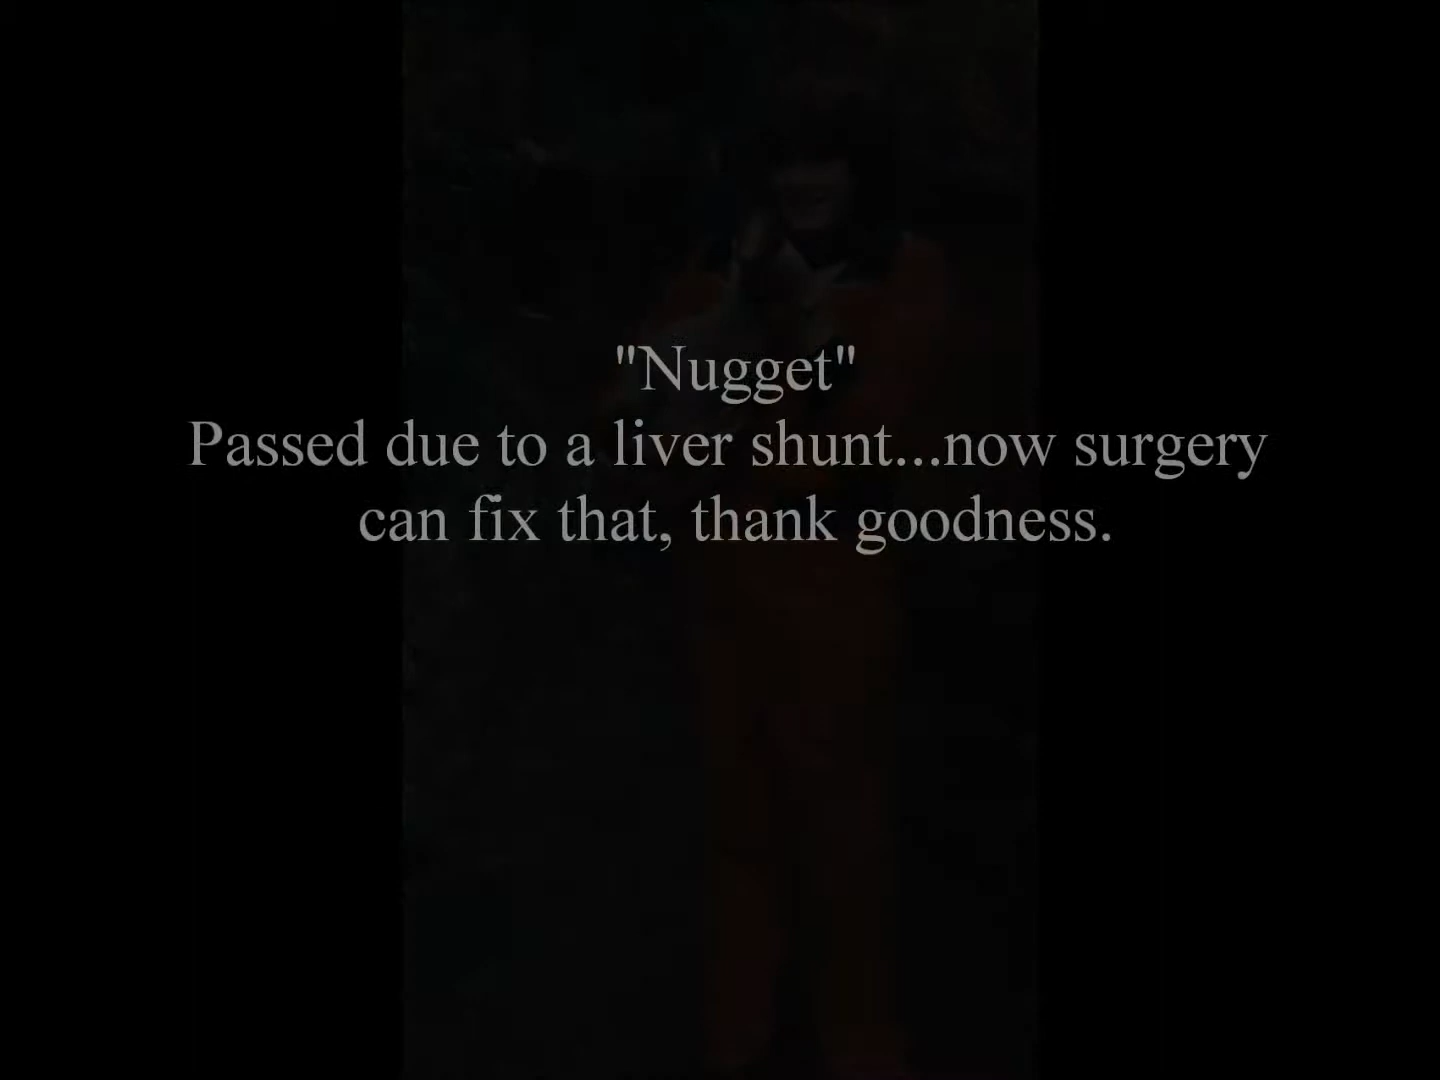 "Nugget"
Passed due to a liver shunt...now surgery
can fix that, thank goodness.